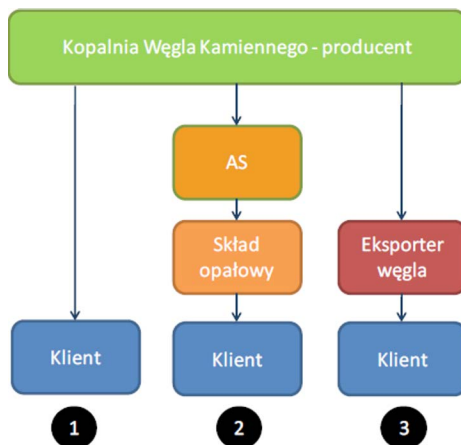 Kopalnia Węgla Kamiennego - producent
AS
Skład
opałowy
Eksporter
węgla
Klient
Klient
Klient
1
2
3